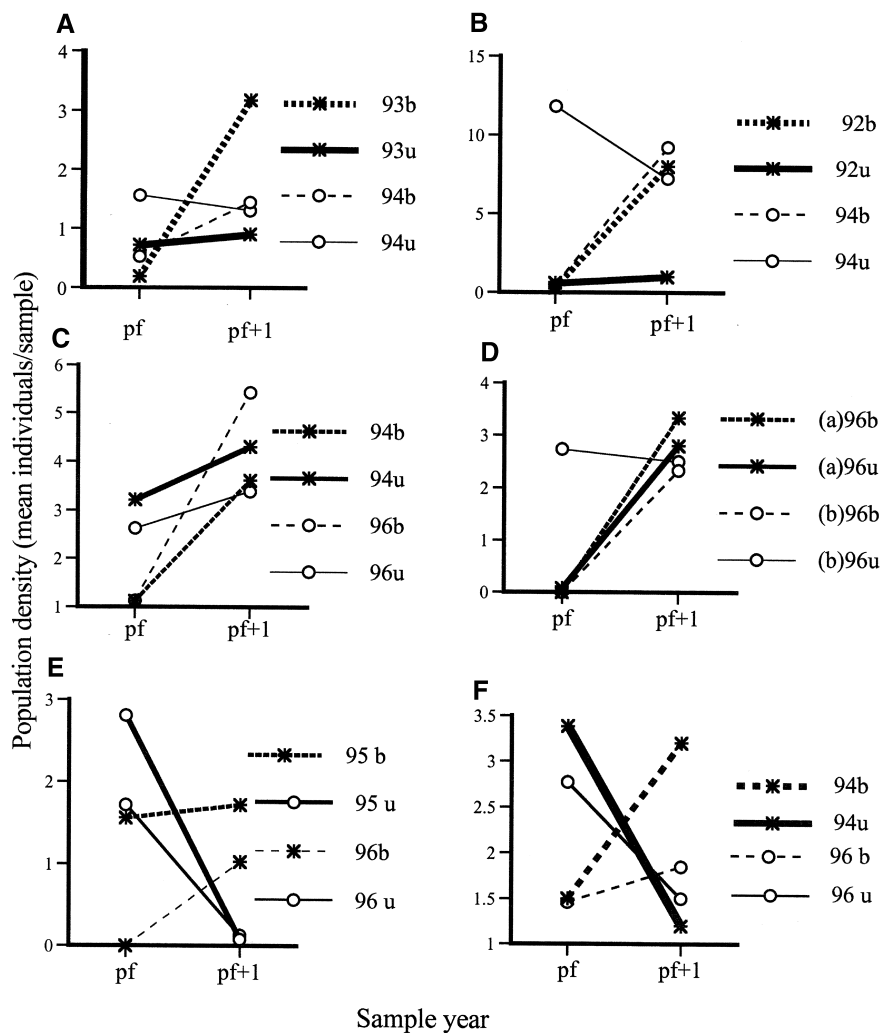 A
4
3
2
1
0
pf
pf+1
93b
93u
94b
94u
B
15
10
5
0
pf
pf+1
92b
92u
94b
94u
C
6
5
4
3
2
1
pf
pf+1
94b
94u
96b
96u
D
4
3
2
1
0
pf
pf+1
(a)96b
(a)96u
(b)96b
(b)96u
E
3
2
1
0
pf
pf+1
95 b
95 u
96b
96 u
F
3.5
3
2.5
2
1.5
1
pf
pf+1
94b
94u
96 b
96 u
Population density (mean individuals/sample)
Sample year